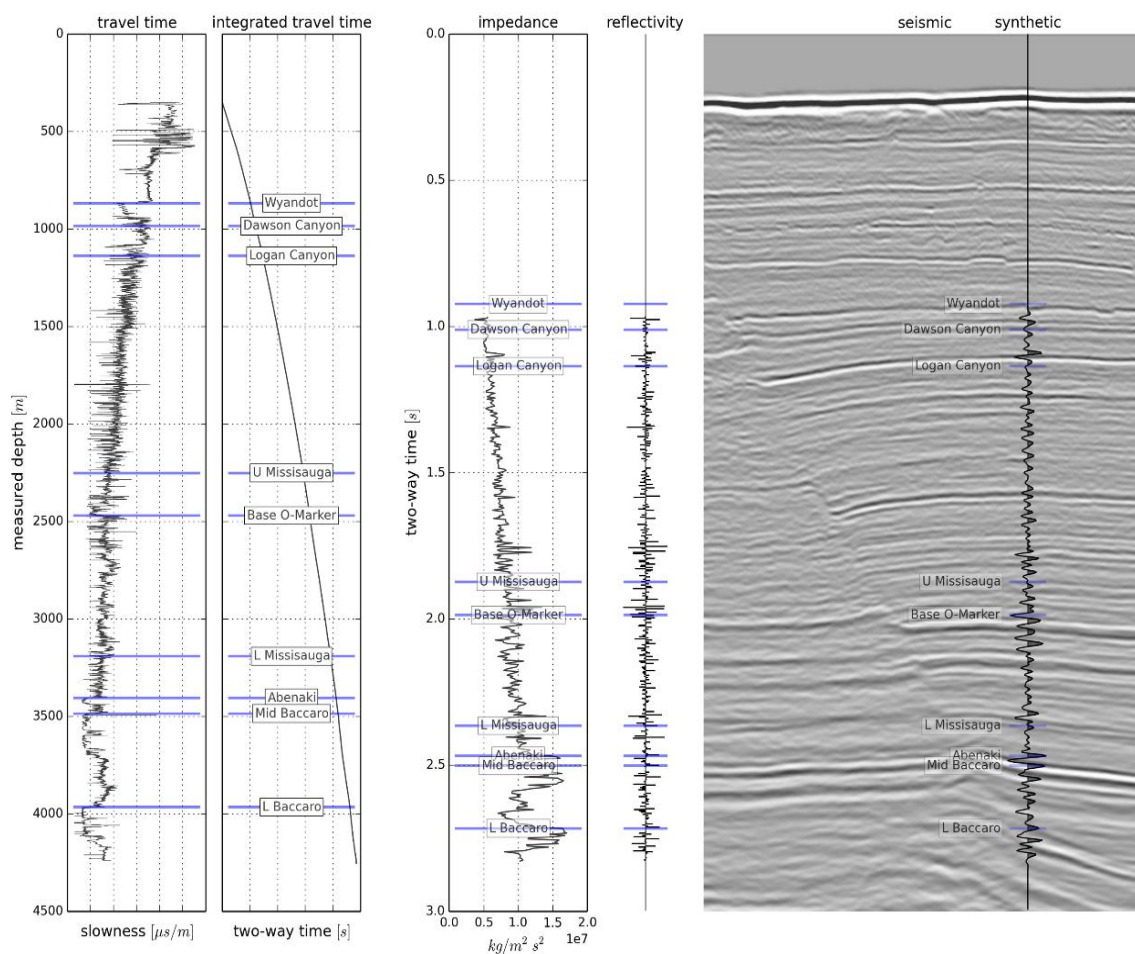 travel time
integrated travel time
impedance
reflectivity
seismic
synthetic
measured depth [m]
0
500
1000
1500
2000
2500
3000
3500
4000
4500
slowness [μs/m]
Wyandot
Dawson Canyon
Logan Canyon
U Missisauga
Base O-Marker
L Missisauga
Abenaki
Mid Baccaro
L Baccaro
two-way time [s]
two-way time [s]
0.0
0.5
1.0
1.5
2.0
2.5
3.0
Wyandot
Dawson Canyon
Logan Canyon
U Missisauga
Base O-Marker
L Missisauga
Abenaki
Mid Baccaro
L Baccaro
0.0 0.5 1.0 1.5 2.0
1e7
kg/m² s²
Wyandot
Dawson Canyon
Logan Canyon
U Missisauga
Base O-Marker
L Missisauga
Abenaki
Mid Baccaro
L Baccaro